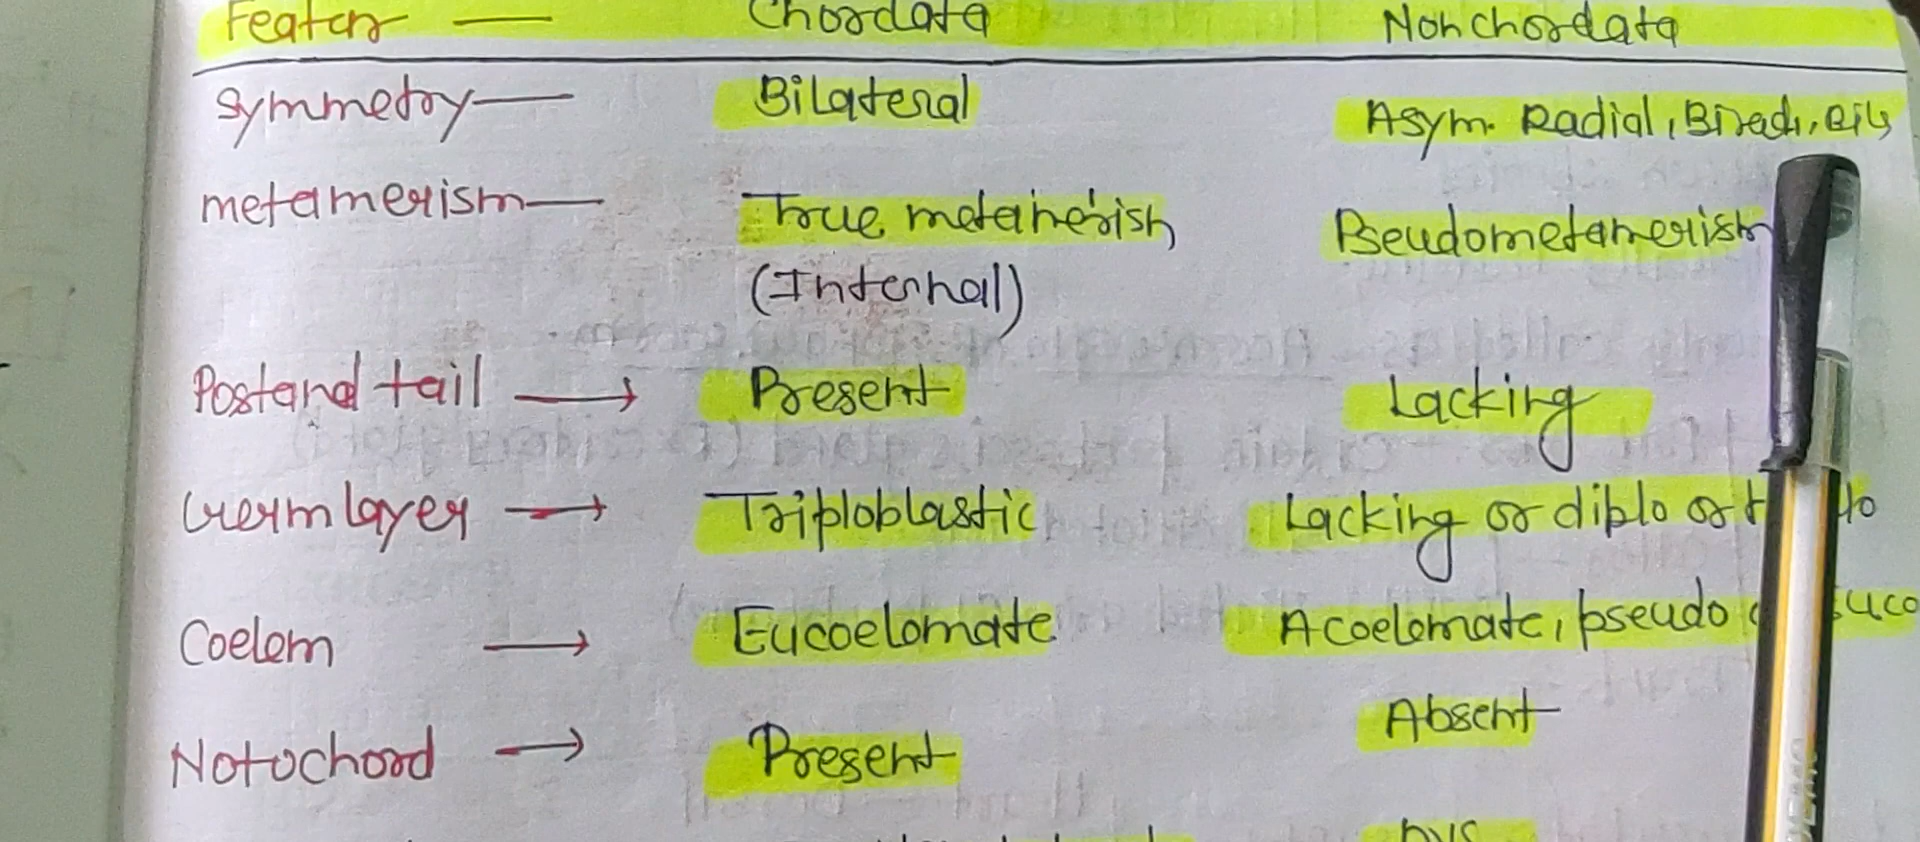 Featur — Chordata Nonchordata
Symmetry — Bilateral Asym. Radial, Biradi, Bil
metamerism — True metamerism Pseudometamerism
(Internal)
Postanal tail → Present Lacking
Germ layer → Triploblastic Lacking or diplo or
Coelom → Eucoelomate Acoelomate, pseudo
Notochord → Present Absent